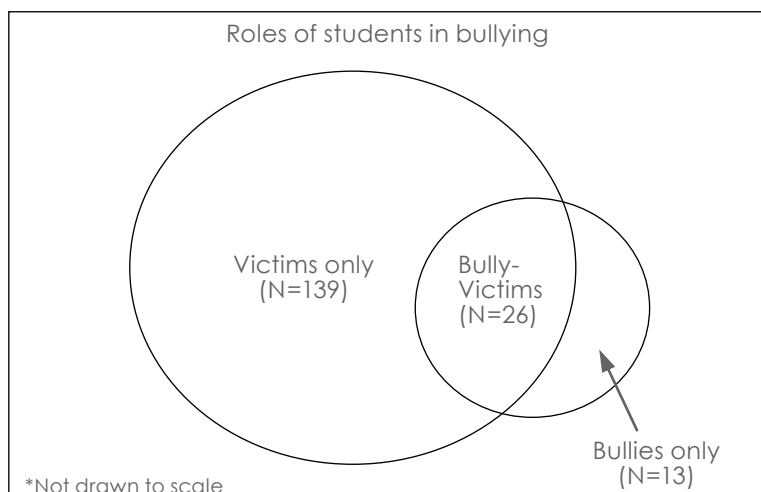 Roles of students in bullying
Victims only
(N=139)
Bully-
Victims
(N=26)
Bullies only
(N=13)
*Not drawn to scale